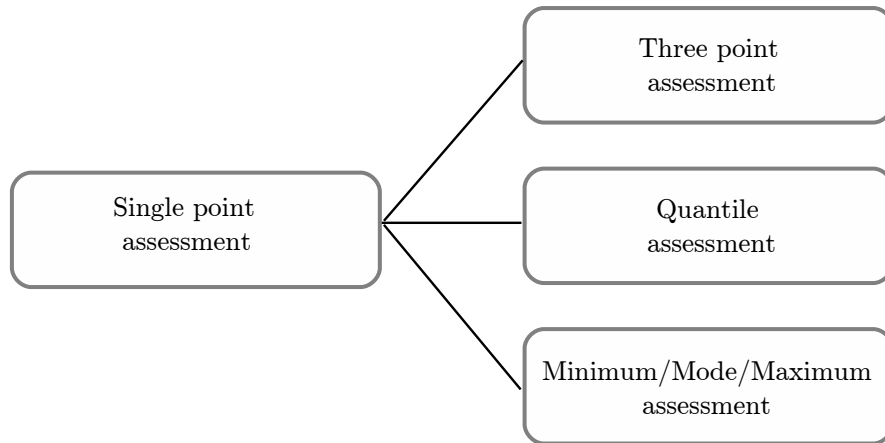 Three point
assessment
Single point
assessment
Quantile
assessment
Minimum/Mode/Maximum
assessment